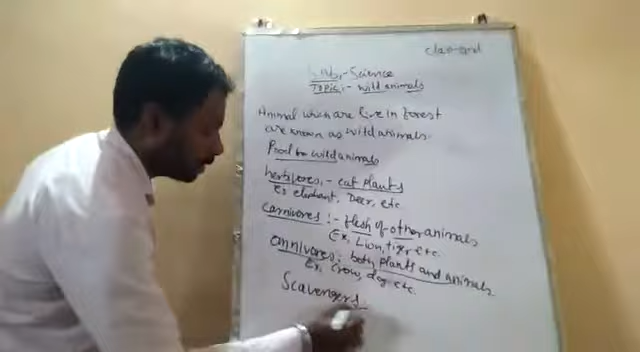 class-2nd
Sub,-Science
Topic:- wild animals
Animal which are live in forest
are known as wild animals.
Food for wild animals
herbivores,- eat plants
Ex elephant, Deer, etc
Carnivores:- flesh of other animals
Ex, Lion, tiger etc.
omnivores: both plants and animals
Ex, crow, dog etc.
Scavengers